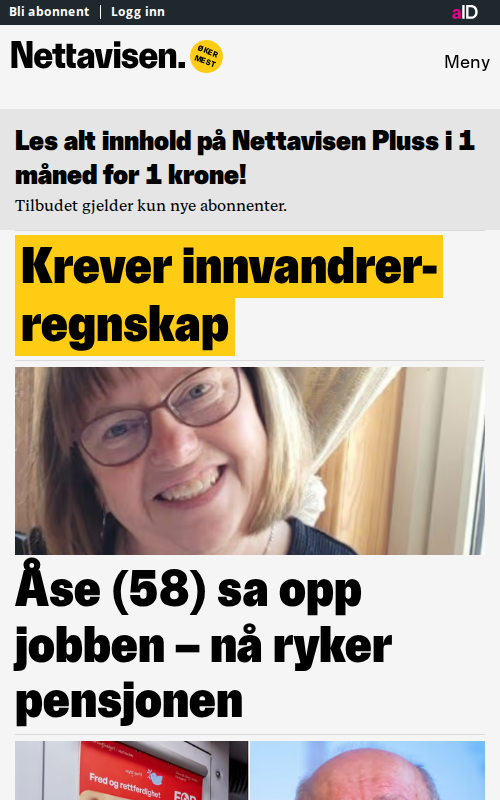 Bli abonnent | Logg inn
aID
Nettavisen.
ØKER
MEST
Meny
Les alt innhold på Nettavisen Pluss i 1
måned for 1 krone!
Tilbudet gjelder kun nye abonnenter.
Krever innvandrer-
regnskap
Åse (58) sa opp
jobben – nå ryker
pensjonen
Fred og rettferdighet